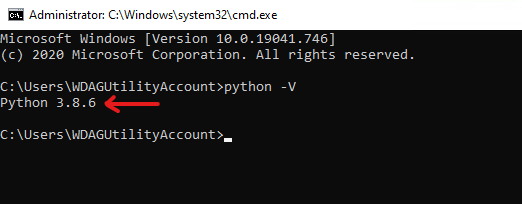 Administrator: C:\Windows\system32\cmd.exe
Microsoft Windows [Version 10.0.19041.746]
(c) 2020 Microsoft Corporation. All rights reserved.
C:\Users\WDAGUtilityAccount>python -V
Python 3.8.6
C:\Users\WDAGUtilityAccount>